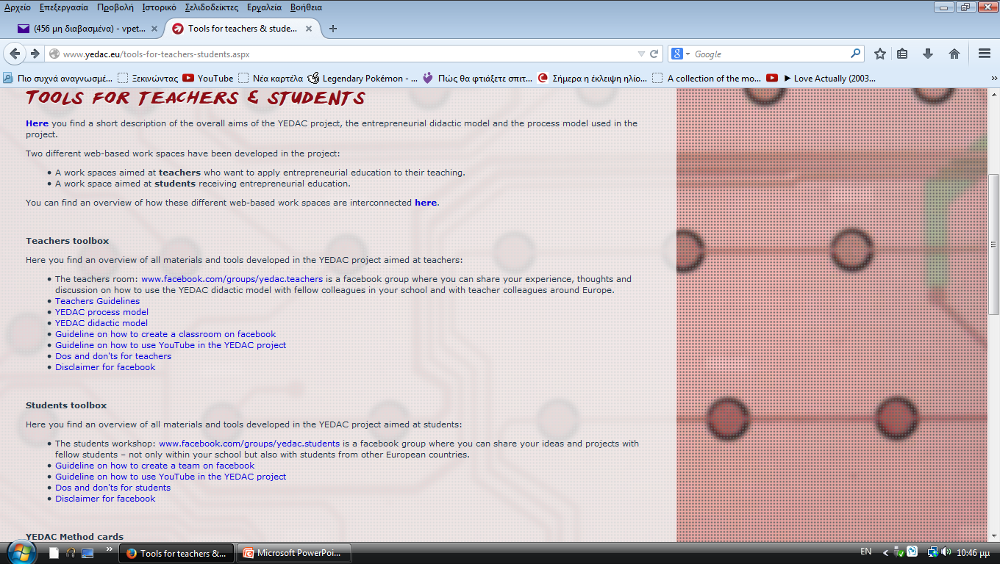 Αρχείο Επεξεργασία Προβολή Ιστορικό Σελιδοδείκτες Εργαλεία Βοήθεια
(456 μη διαβασμένα) - vpet... Tools for teachers & stude...
www.yedac.eu/tools-for-teachers-students.aspx Google
Πιο συχνά αναγνωσμέ... Ξεκινώντας YouTube Νέα καρτέλα Legendary Pokémon - ... Πώς θα φτιάξετε σπιτ... Σήμερα η έκλειψη ηλίο... A collection of the mo... ► Love Actually (2003...
TOOLS FOR TEACHERS & STUDENTS
Here you find a short description of the overall aims of the YEDAC project, the entrepreneurial didactic model and the process model used in the
project.
Two different web-based work spaces have been developed in the project:
• A work spaces aimed at teachers who want to apply entrepreneurial education to their teaching.
• A work space aimed at students receiving entrepreneurial education.
You can find an overview of how these different web-based work spaces are interconnected here.
Teachers toolbox
Here you find an overview of all materials and tools developed in the YEDAC project aimed at teachers:
• The teachers room: www.facebook.com/groups/yedac.teachers is a facebook group where you can share your experience, thoughts and
discussion on how to use the YEDAC didactic model with fellow colleagues in your school and with teacher colleagues around Europe.
• Teachers Guidelines
• YEDAC process model
• YEDAC didactic model
• Guideline on how to create a classroom on facebook
• Guideline on how to use YouTube in the YEDAC project
• Dos and don'ts for teachers
• Disclaimer for facebook
Students toolbox
Here you find an overview of all materials and tools developed in the YEDAC project aimed at students:
• The students workshop: www.facebook.com/groups/yedac.students is a facebook group where you can share your ideas and projects with
fellow students – not only within your school but also with students from other European countries.
• Guideline on how to create a team on facebook
• Guideline on how to use YouTube in the YEDAC project
• Dos and don'ts for students
• Disclaimer for facebook
YEDAC Method cards
Tools for teachers &... Microsoft PowerPoi... EN 10:46 μμ